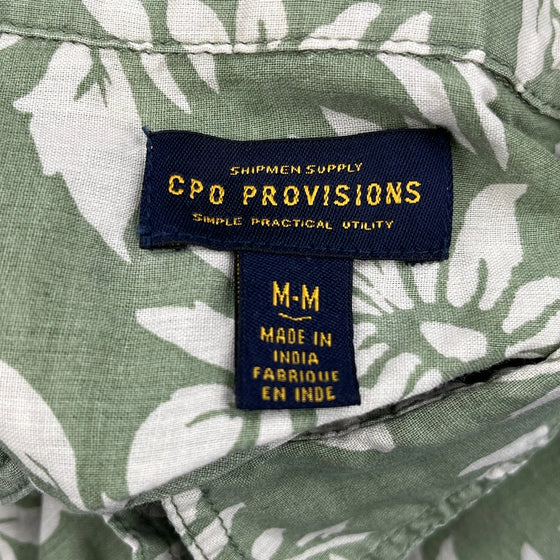 SHIPMEN SUPPLY
CPO PROVISIONS
SIMPLE PRACTICAL UTILITY
M-M
MADE IN
INDIA
FABRIQUE
EN INDE